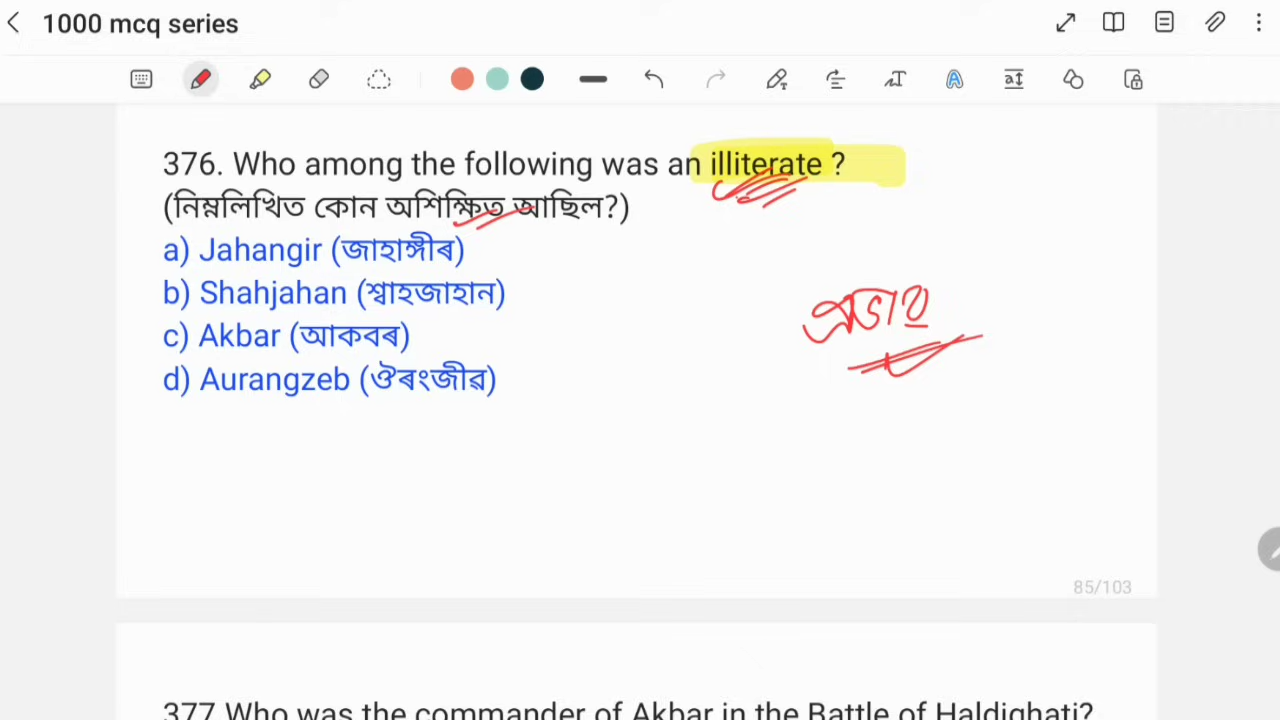 1000 mcq series
376. Who among the following was an illiterate ?
(নিম্নলিখিত কোন অশিক্ষিত আছিল?)
a) Jahangir (জাহাঙ্গীৰ)
b) Shahjahan (শ্বাহজাহান)
c) Akbar (আকবৰ)
d) Aurangzeb (ঔৰংজীৱ)
85/103
377 Who was the commander of Akbar in the Battle of Haldighati?